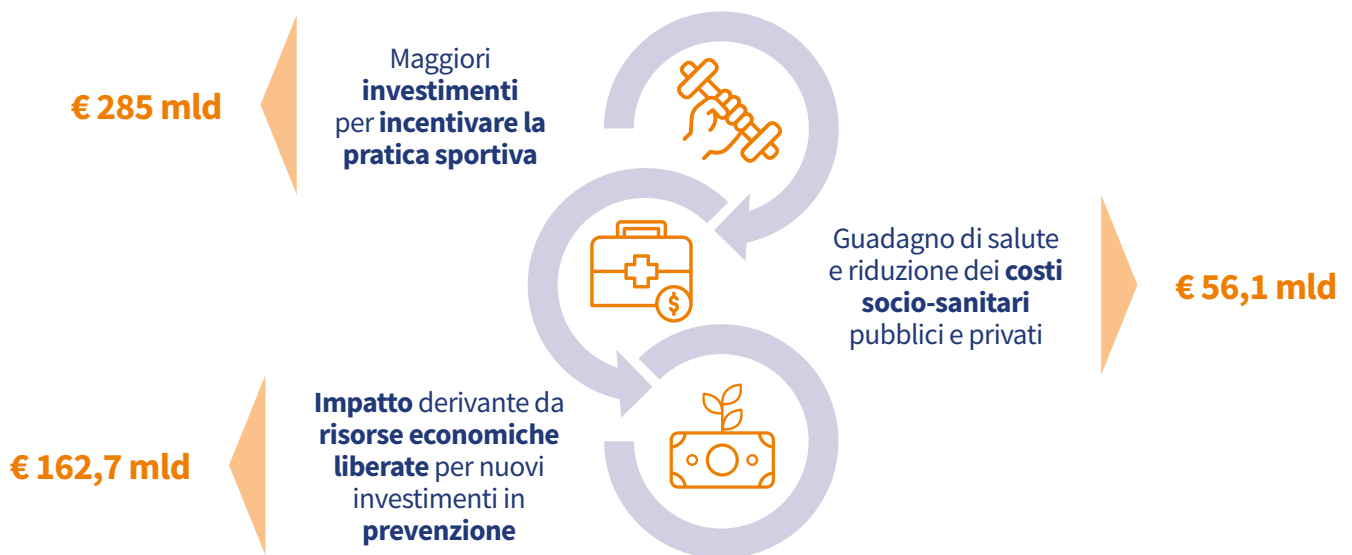 € 285 mld
Maggiori
investimenti
per incentivare la
pratica sportiva
Guadagno di salute
e riduzione dei costi
socio-sanitari
pubblici e privati
€ 56,1 mld
$
€ 162,7 mld
Impatto derivante da
risorse economiche
liberate per nuovi
investimenti in
prevenzione